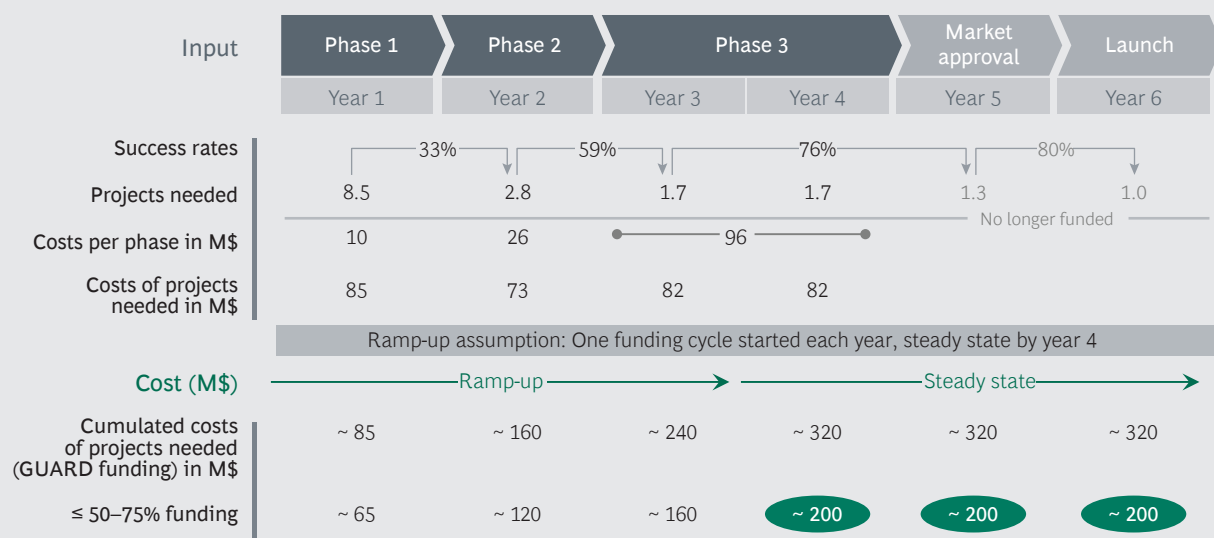 Input
Phase 1
Phase 2
Phase 3
Market
approval
Launch
Year 1
Year 2
Year 3
Year 4
Year 5
Year 6
Success rates
33%
59%
76%
80%
Projects needed
8.5
2.8
1.7
1.7
1.3
1.0
No longer funded
Costs per phase in M$
10
26
96
Costs of projects
needed in M$
85
73
82
82
Ramp-up assumption: One funding cycle started each year, steady state by year 4
Cost (M$)
Ramp-up
Steady state
Cumulated costs
of projects needed
(GUARD funding) in M$
~ 85
~ 160
~ 240
~ 320
~ 320
~ 320
≤ 50–75% funding
~ 65
~ 120
~ 160
~ 200
~ 200
~ 200